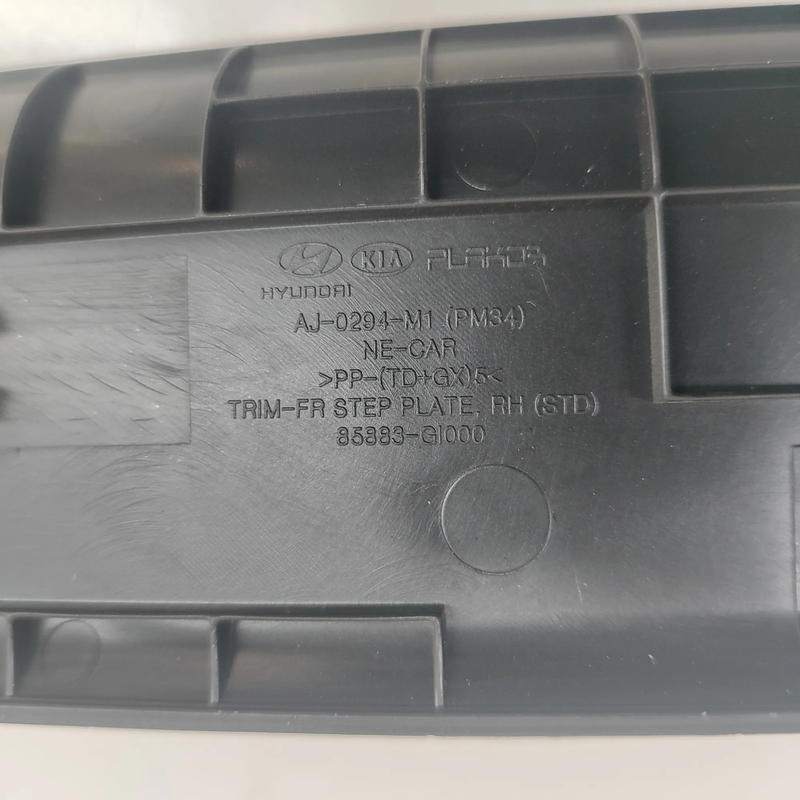 KIA PLAKOR
HYUNDAI
AJ-0294-M1 (PM34)
NE-CAR
>PP-(TD+GX)5<
TRIM-FR STEP PLATE, RH (STD)
85883-GI000